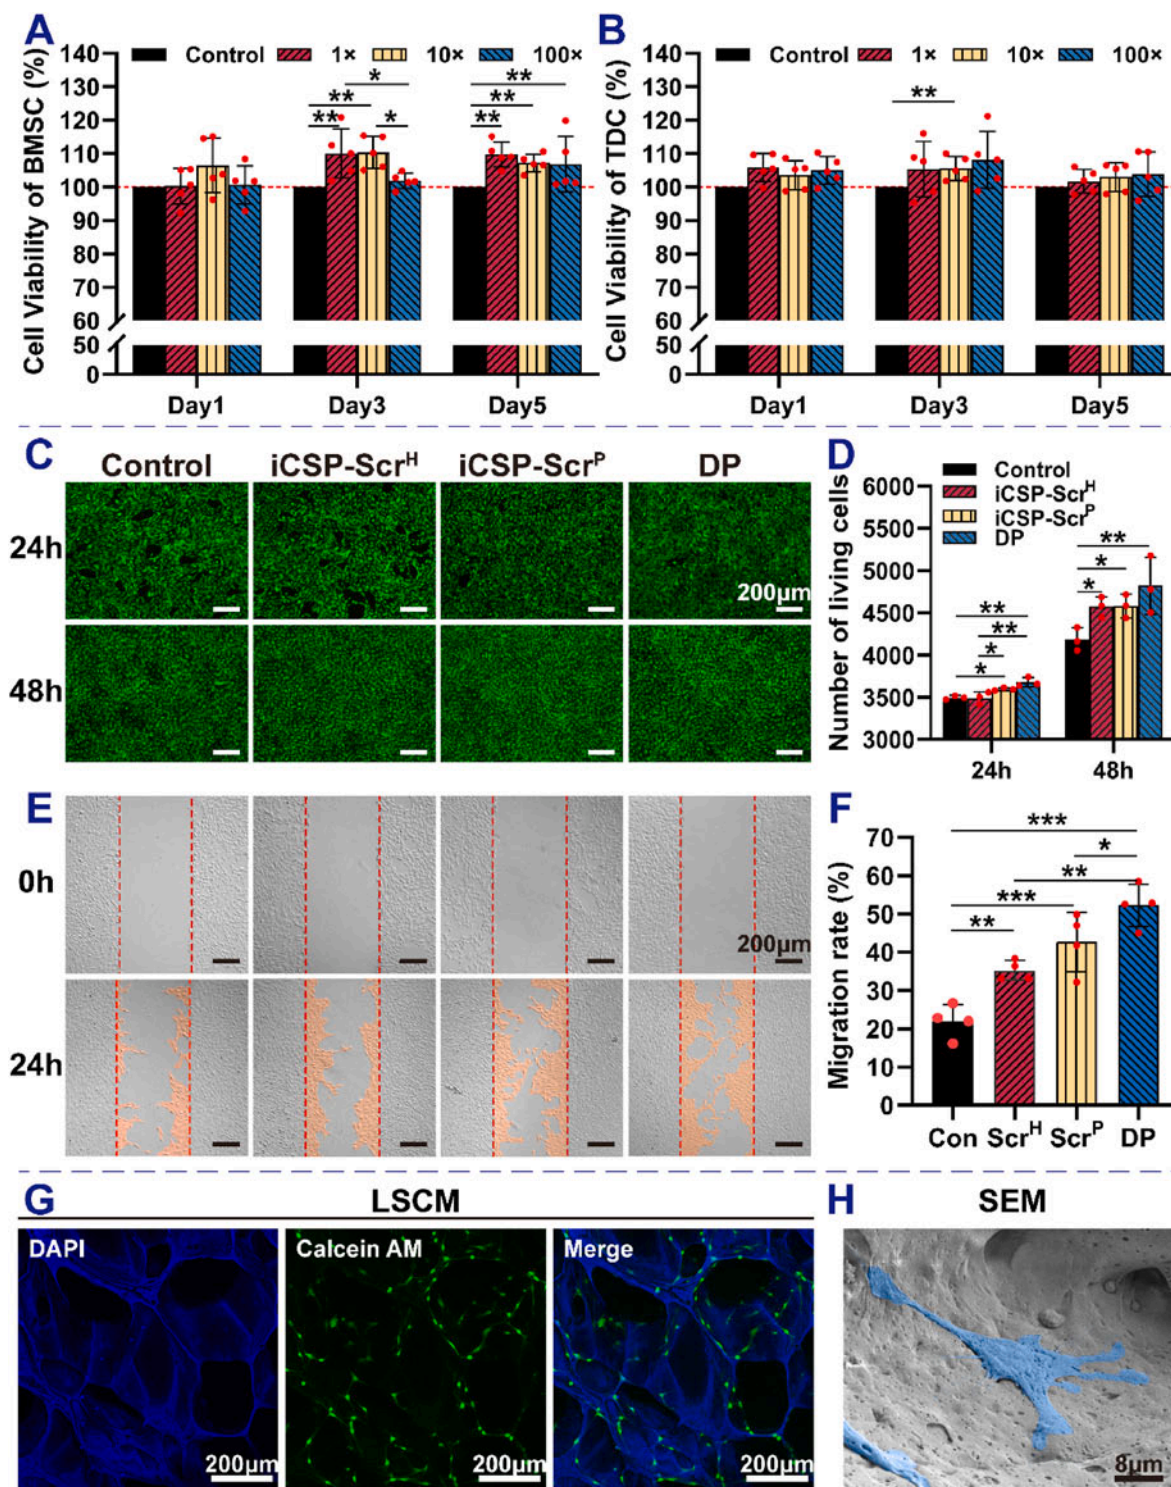 A
B
Control 1× 10× 100×
Control 1× 10× 100×
Cell Viability of BMSC (%)
140
130
120
110
100
90
80
70
60
50
0
** ** * *
** ** **
Day1 Day3 Day5
Cell Viability of TDC (%)
140
130
120
110
100
90
80
70
60
50
0
**
Day1 Day3 Day5
C
Control iCSP-Scrᴴ iCSP-Scrᴾ DP
24h
200μm
48h
D
Control
iCSP-Scrᴴ
iCSP-Scrᴾ
DP
Number of living cells
6000
5500
5000
4500
4000
3500
3000
**
**
*
*
**
*
*
24h 48h
E
0h
200μm
24h
F
Migration rate (%)
70
60
50
40
30
20
10
0
***
*
**
***
**
Con Scrᴴ Scrᴾ DP
G
LSCM
DAPI Calcein AM Merge
200μm 200μm 200μm
H
SEM
8μm